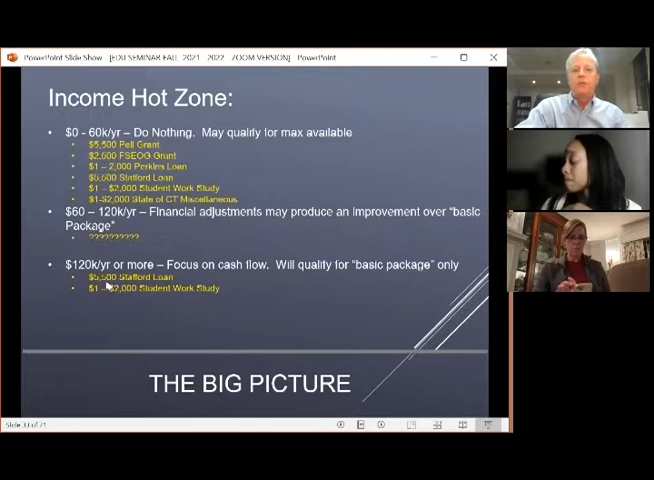 PowerPoint Slide Show - [EDU SEMINAR FALL 2021 - 2022 ZOOM VERSION] - PowerPoint
Income Hot Zone:
• $0 - 60k/yr – Do Nothing. May qualify for max available
• $5,500 Pell Grant
• $2,600 FSEOG Grant
• $1 – 2,000 Perkins Loan
• $5,500 Stafford Loan
• $1 – $2,000 Student Work Study
• $1-$2,000 State of CT Miscellaneous
• $60 – 120k/yr – Financial adjustments may produce an improvement over “basic
Package”
• ??????????
• $120k/yr or more – Focus on cash flow. Will qualify for “basic package” only
• $5,500 Stafford Loan
• $1 – $2,000 Student Work Study
THE BIG PICTURE